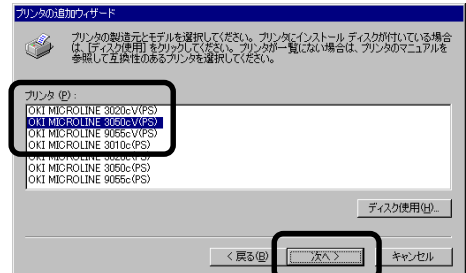 プリンタの追加ウィザード
プリンタの製造元とモデルを選択してください。プリンタにインストール ディスクが付いている場合
は、[ディスク使用] をクリックしてください。プリンタが一覧にない場合は、プリンタのマニュアルを
参照して互換性のあるプリンタを選択してください。
プリンタ (P) :
OKI MICROLINE 3020cV(PS)
OKI MICROLINE 3050cV(PS)
OKI MICROLINE 9055cV(PS)
OKI MICROLINE 3010c(PS)
OKI MICROLINE 3020c(PS)
OKI MICROLINE 3050c(PS)
OKI MICROLINE 9055c(PS)
ディスク使用(H)...
< 戻る(B)
次へ >
キャンセル